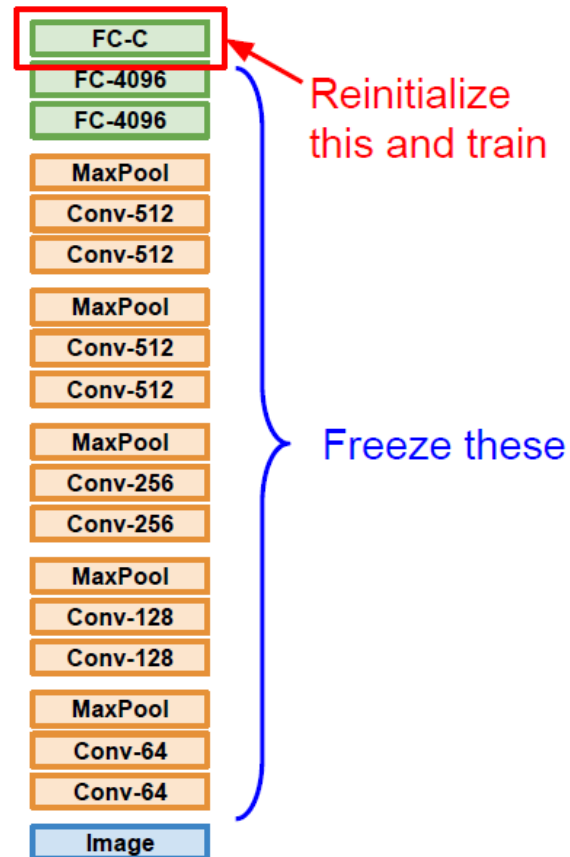 FC-C
FC-4096
FC-4096
MaxPool
Conv-512
Conv-512
MaxPool
Conv-512
Conv-512
MaxPool
Conv-256
Conv-256
MaxPool
Conv-128
Conv-128
MaxPool
Conv-64
Conv-64
Image
Reinitialize
this and train
Freeze these